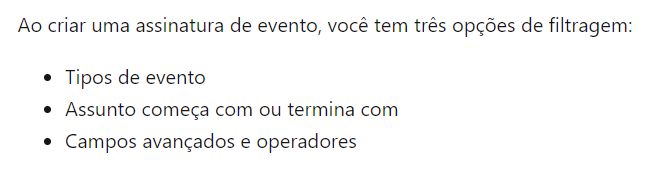 Ao criar uma assinatura de evento, você tem três opções de filtragem:
• Tipos de evento
• Assunto começa com ou termina com
• Campos avançados e operadores